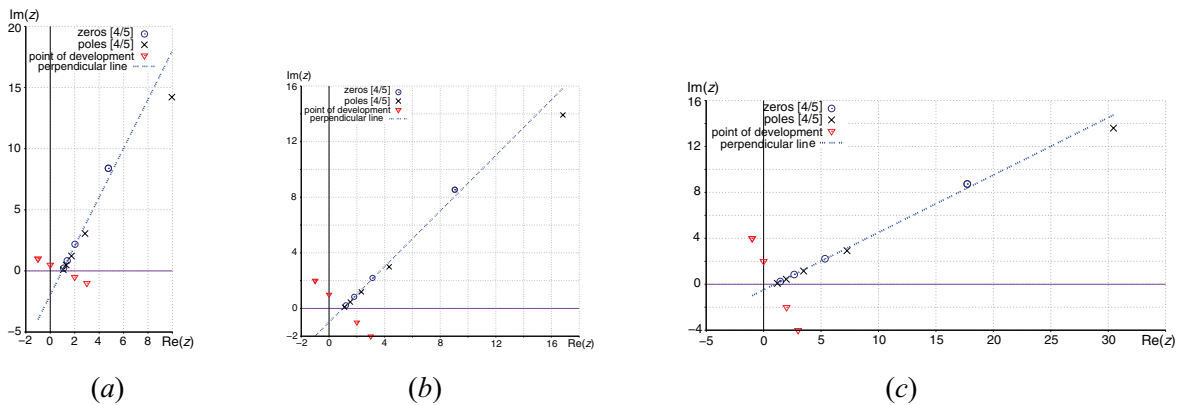 Im(z)
20
zeros [4/5]
poles [4/5]
point of development
perpendicular line
15
10
5
0
−5
−2 0 2 4 6 8 Re(z)
(a)
Im(z)
16
zeros [4/5]
poles [4/5]
point of development
perpendicular line
12
8
4
0
−2
−2 0 4 8 12 16 Re(z)
(b)
Im(z)
16
zeros [4/5]
poles [4/5]
point of development
perpendicular line
12
8
4
0
−4
−5 0 5 10 15 20 25 30 Re(z)
(c)